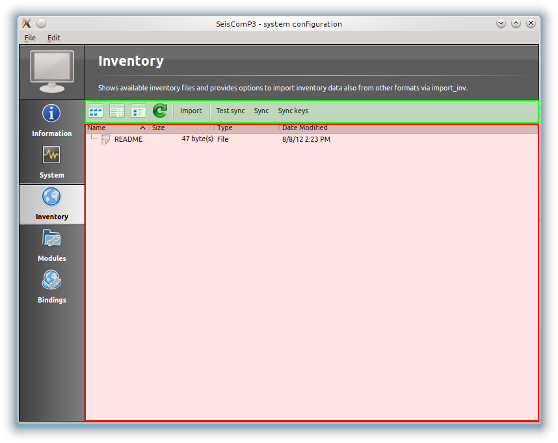 SeisComP3 - system configuration
File Edit
Inventory
Shows available inventory files and provides options to import inventory data also from other formats via import_inv.
Import Test sync Sync Sync keys
Name Size Type Date Modified
README 47 byte(s) File 8/8/12 2:23 PM
Information
System
Inventory
Modules
Bindings